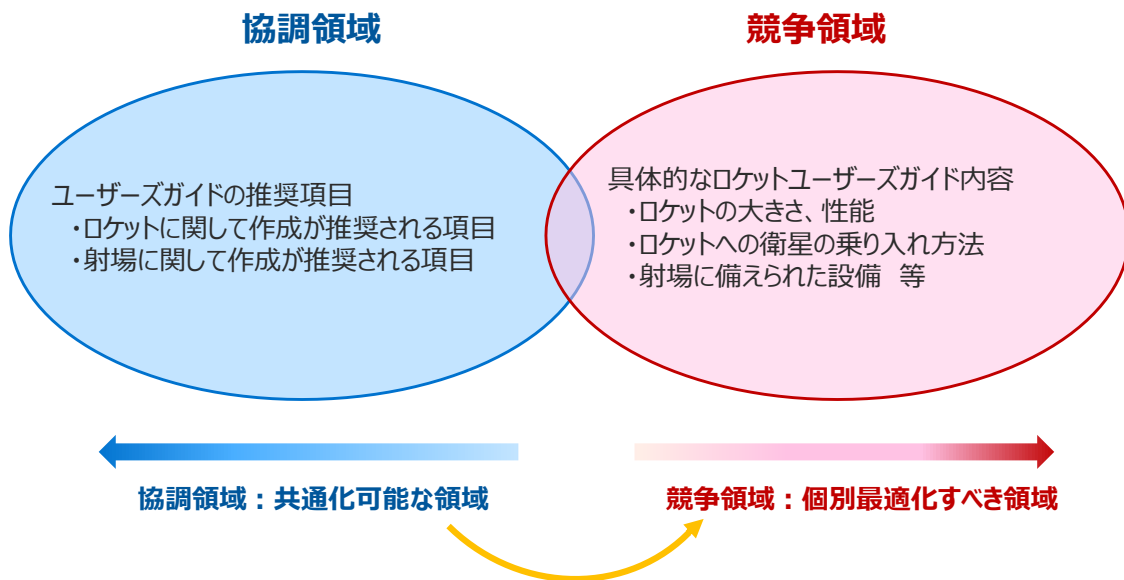 協調領域
競争領域
ユーザーズガイドの推奨項目
・ロケットに関して作成が推奨される項目
・射場に関して作成が推奨される項目
具体的なロケットユーザーズガイド内容
・ロケットの大きさ、性能
・ロケットへの衛星の乗り入れ方法
・射場に備えられた設備　等
協調領域：共通化可能な領域
競争領域：個別最適化すべき領域